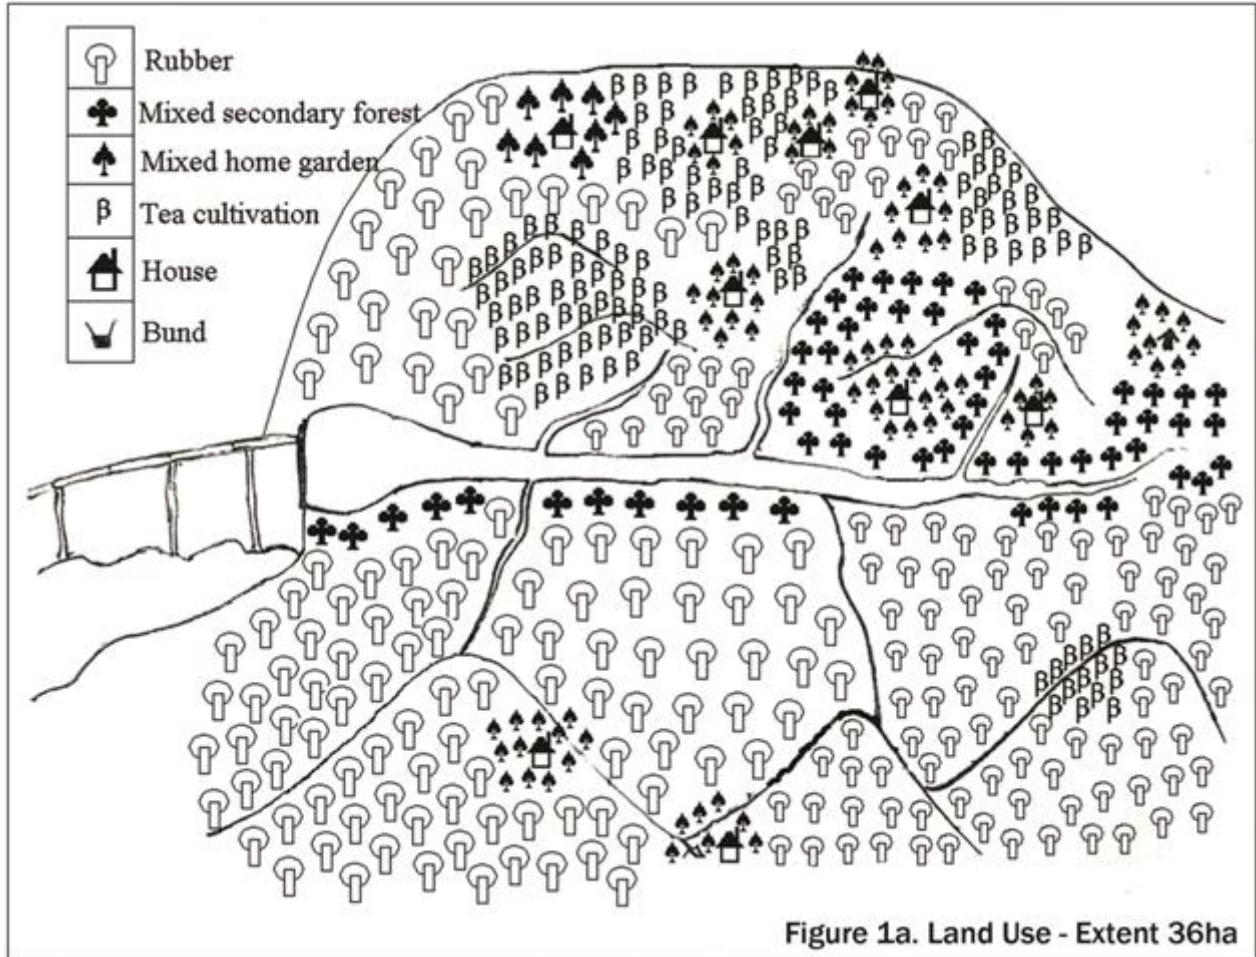 Rubber
Mixed secondary forest
Mixed home garden
β Tea cultivation
House
Bund
Figure 1a. Land Use - Extent 36ha